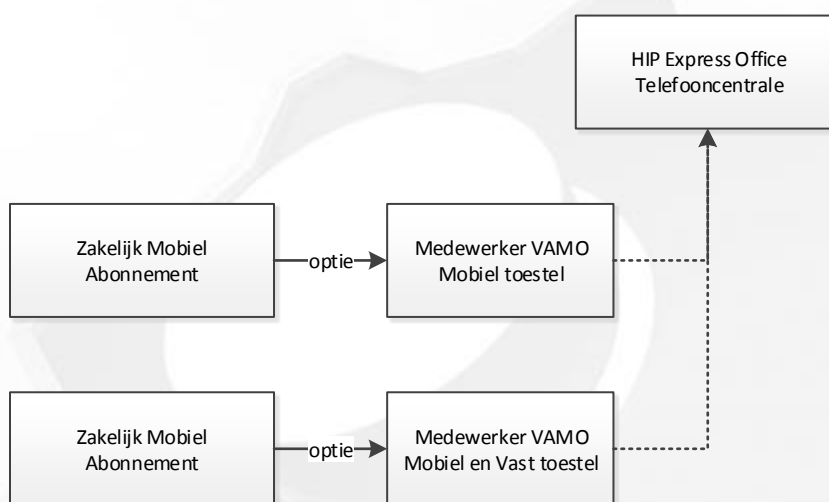 HIP Express Office
Telefooncentrale
Zakelijk Mobiel
Abonnement
optie
Medewerker VAMO
Mobiel toestel
Zakelijk Mobiel
Abonnement
optie
Medewerker VAMO
Mobiel en Vast toestel